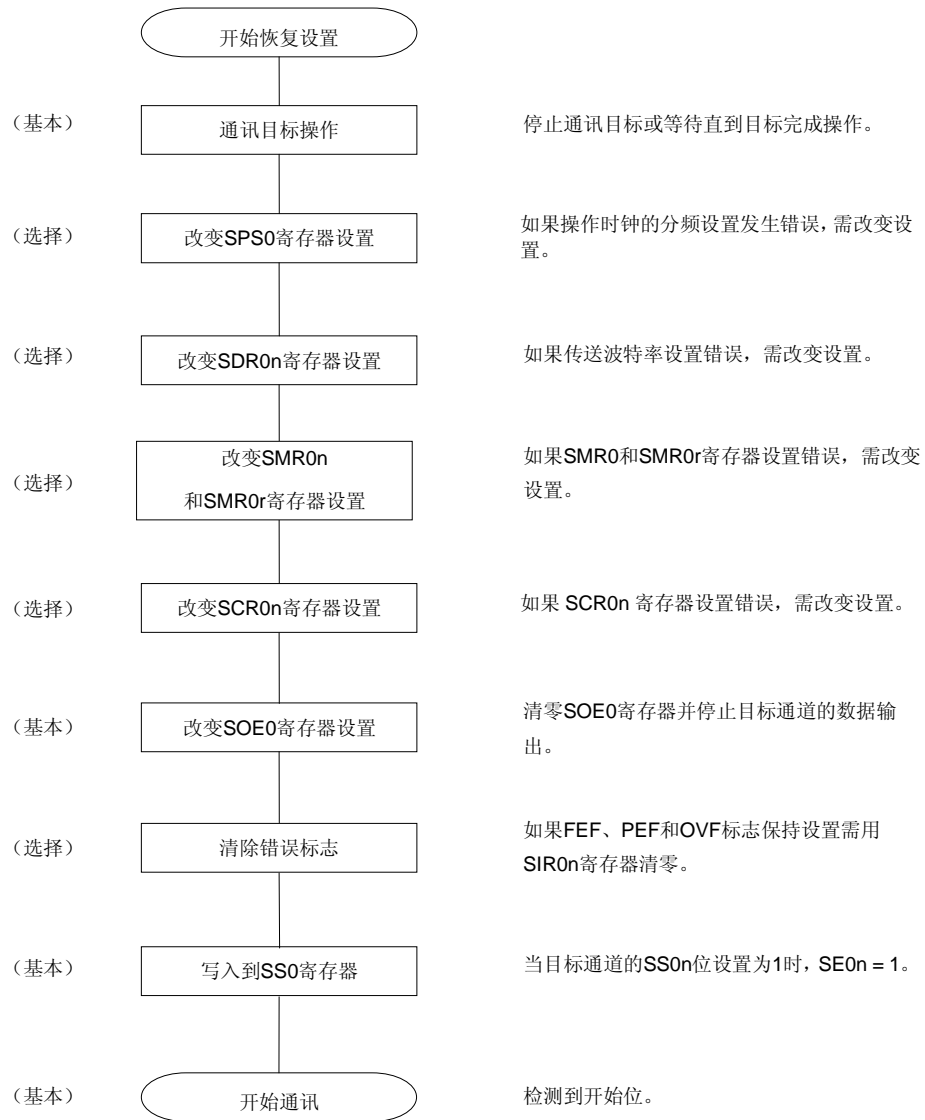 开始恢复设置
（基本） 通讯目标操作 停止通讯目标或等待直到目标完成操作。
（选择） 改变SPS0寄存器设置 如果操作时钟的分频设置发生错误，需改变设
置。
（选择） 改变SDR0n寄存器设置 如果传送波特率设置错误，需改变设置。
（选择） 改变SMR0n
和SMR0r寄存器设置 如果SMR0和SMR0r寄存器设置错误，需改变
设置。
（选择） 改变SCR0n寄存器设置 如果 SCR0n 寄存器设置错误，需改变设置。
（基本） 改变SOE0寄存器设置 清零SOE0寄存器并停止目标通道的数据输
出。
（选择） 清除错误标志 如果FEF、PEF和OVF标志保持设置需用
SIR0n寄存器清零。
（基本） 写入到SS0寄存器 当目标通道的SS0n位设置为1时，SE0n = 1。
（基本） 开始通讯 检测到开始位。